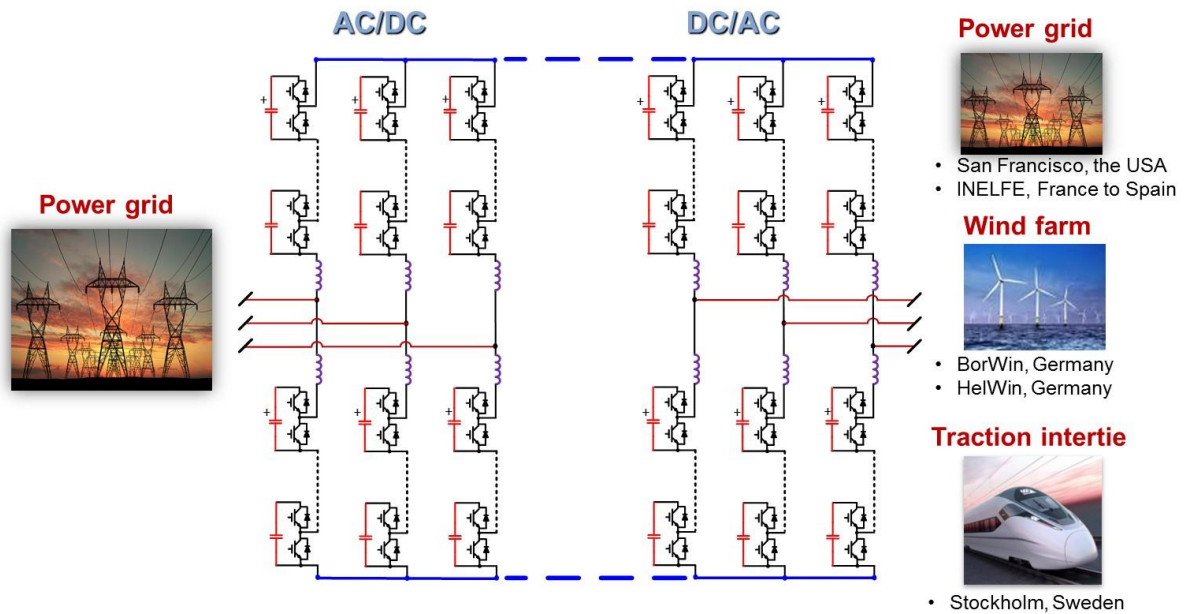 AC/DC
DC/AC
Power grid
• San Francisco, the USA
• INELFE, France to Spain
Power grid
Wind farm
• BorWin, Germany
• HelWin, Germany
Traction intertie
• Stockholm, Sweden